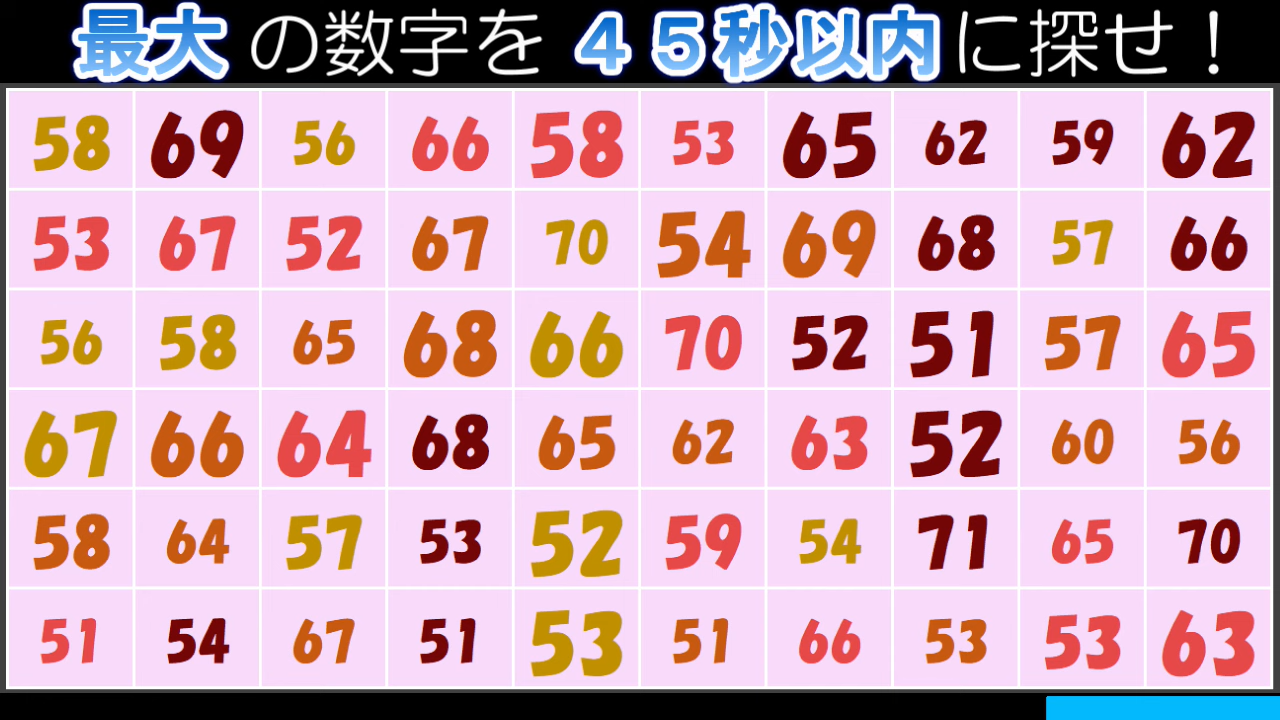 最大の数字を４５秒以内に探せ！
58 69 56 66 58 53 65 62 59 62
53 67 52 67 70 54 69 68 57 66
56 58 65 68 66 70 52 51 57 65
67 66 64 68 65 62 63 52 60 56
58 64 57 53 52 59 54 71 65 70
51 54 67 51 53 51 66 53 53 63